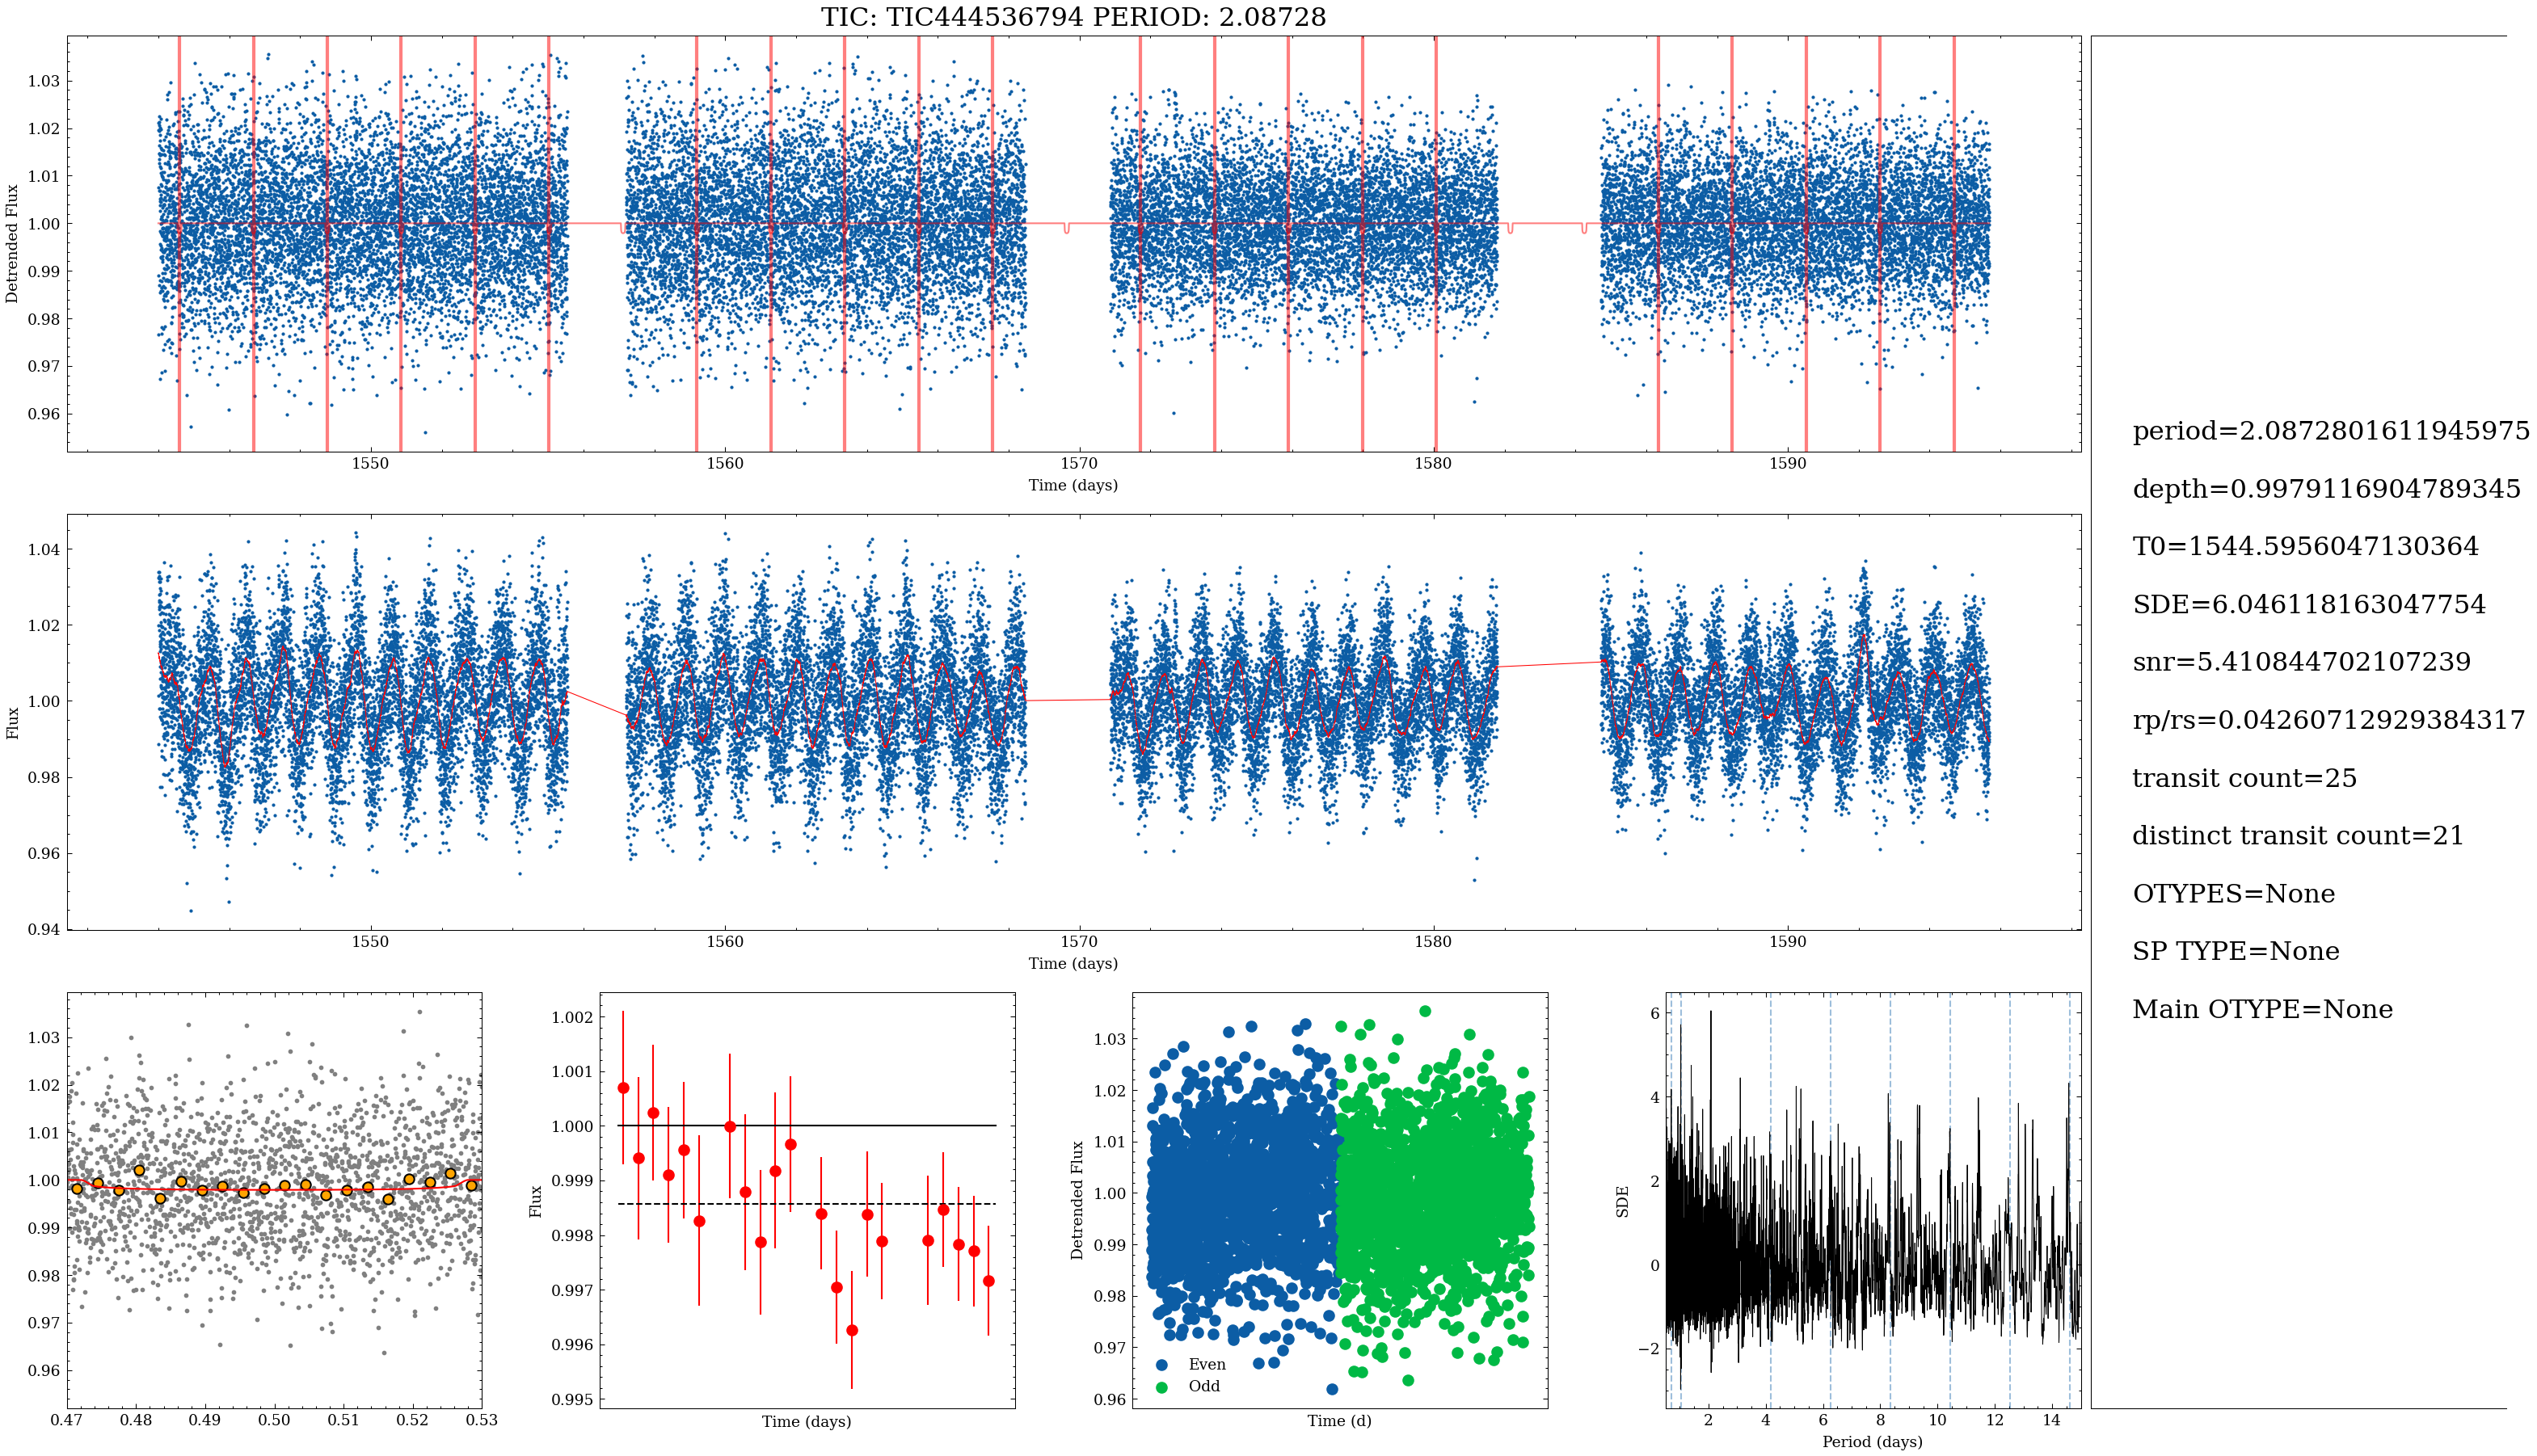 TIC: TIC444536794 PERIOD: 2.08728
1.03
1.02
1.01
1.00
0.99
0.98
0.97
0.96
Detrended Flux
1550
1560
1570
1580
1590
Time (days)
1.04
1.02
1.00
0.98
0.96
0.94
Flux
1550
1560
1570
1580
1590
Time (days)
period=2.0872801611945975
depth=0.9979116904789345
T0=1544.5956047130364
SDE=6.046118163047754
snr=5.410844702107239
rp/rs=0.04260712929384317
transit count=25
distinct transit count=21
OTYPES=None
SP TYPE=None
Main OTYPE=None
1.03
1.02
1.01
1.00
0.99
0.98
0.97
0.96
0.47
0.48
0.49
0.50
0.51
0.52
0.53
1.002
1.001
1.000
0.999
0.998
0.997
0.996
0.995
Flux
Time (days)
1.03
1.02
1.01
1.00
0.99
0.98
0.97
0.96
Detrended Flux
Even
Odd
Time (d)
6
4
2
0
−2
SDE
2
4
6
8
10
12
14
Period (days)